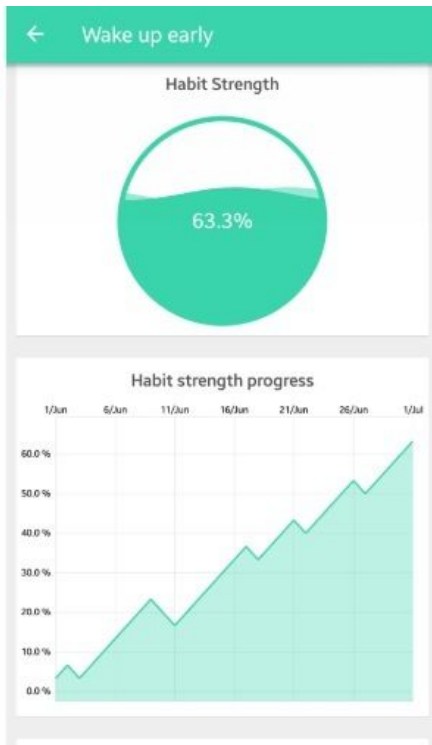 Wake up early
Habit Strength
63.3%
Habit strength progress
1/Jun 6/Jun 11/Jun 16/Jun 21/Jun 26/Jun 1/Jul
60.0 %
50.0 %
40.0 %
30.0 %
20.0 %
10.0 %
0.0 %